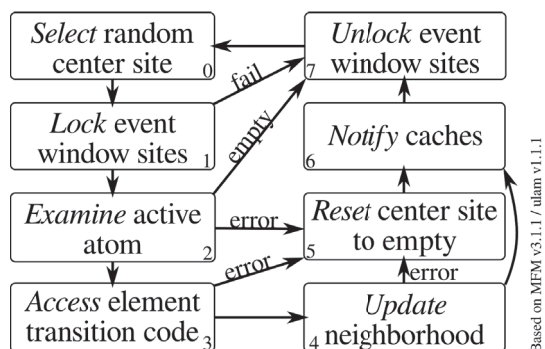 Select random
center site
0
Lock event
window sites
1
Examine active
atom
2
Access element
transition code
3
Update
neighborhood
4
Reset center site
to empty
5
Notify caches
6
Unlock event
window sites
7
fail
empty
error
error
error
Based on MFM v3.1.1 / ulam v1.1.1